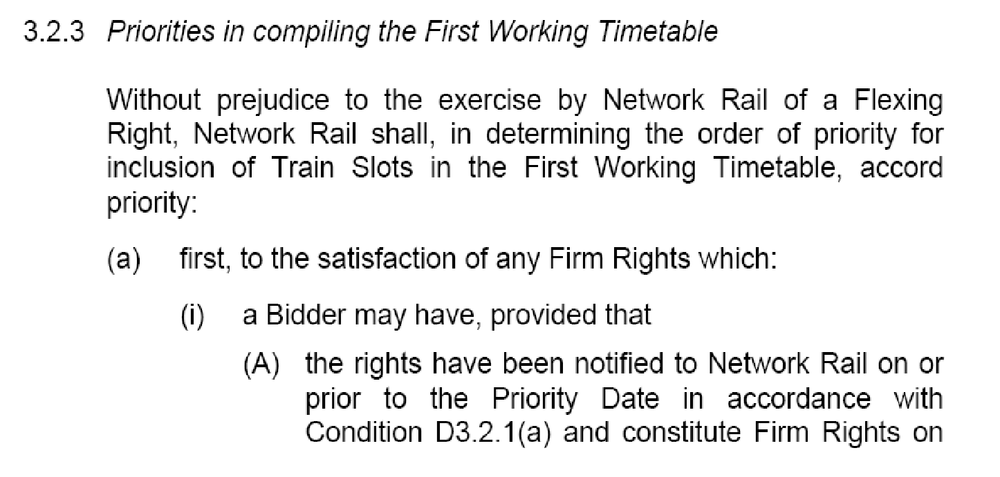 3.2.3 Priorities in compiling the First Working Timetable
Without prejudice to the exercise by Network Rail of a Flexing
Right, Network Rail shall, in determining the order of priority for
inclusion of Train Slots in the First Working Timetable, accord
priority:
(a) first, to the satisfaction of any Firm Rights which:
(i) a Bidder may have, provided that
(A) the rights have been notified to Network Rail on or
prior to the Priority Date in accordance with
Condition D3.2.1(a) and constitute Firm Rights on